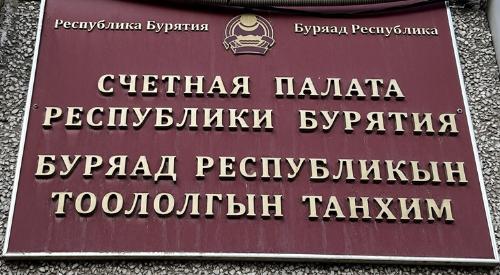 Республика Бурятия
Буряад Республика
СЧЕТНАЯ ПАЛАТА
РЕСПУБЛИКИ БУРЯТИЯ
БУРЯАД РЕСПУБЛИКЫН
ТООЛОЛГЫН ТАНХИМ